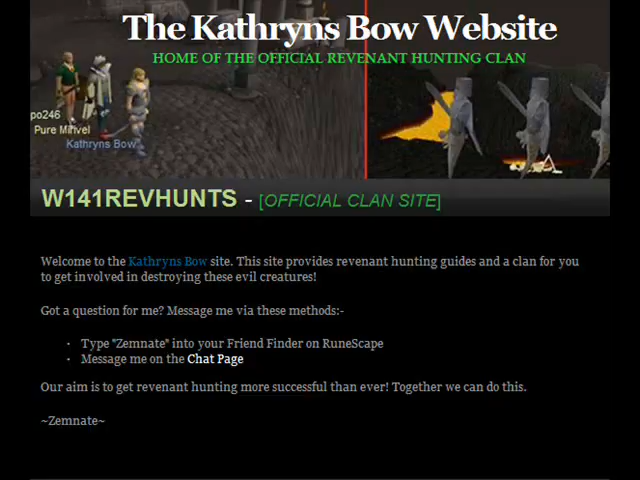 The Kathryns Bow Website
HOME OF THE OFFICIAL REVENANT HUNTING CLAN
po246
Pure Mirivel
Kathryns Bow
W141REVHUNTS - [OFFICIAL CLAN SITE]
Welcome to the Kathryns Bow site. This site provides revenant hunting guides and a clan for you
to get involved in destroying these evil creatures!
Got a question for me? Message me via these methods:-
· Type "Zemnate" into your Friend Finder on RuneScape
· Message me on the Chat Page
Our aim is to get revenant hunting more successful than ever! Together we can do this.
~Zemnate~